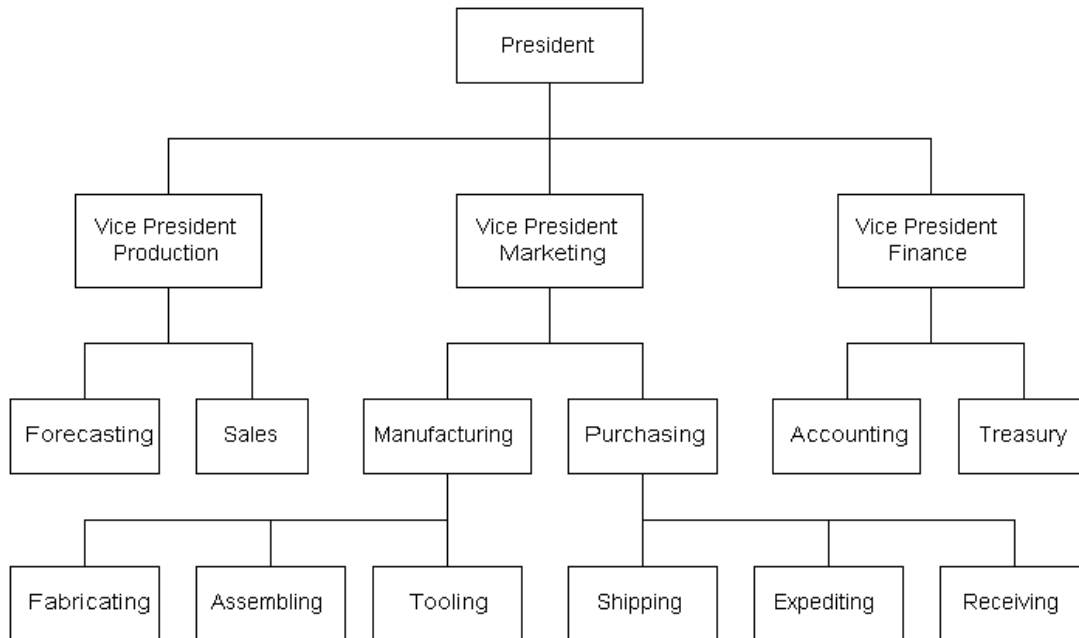 President
Vice President
Production
Vice President
Marketing
Vice President
Finance
Forecasting
Sales
Manufacturing
Purchasing
Accounting
Treasury
Fabricating
Assembling
Tooling
Shipping
Expediting
Receiving